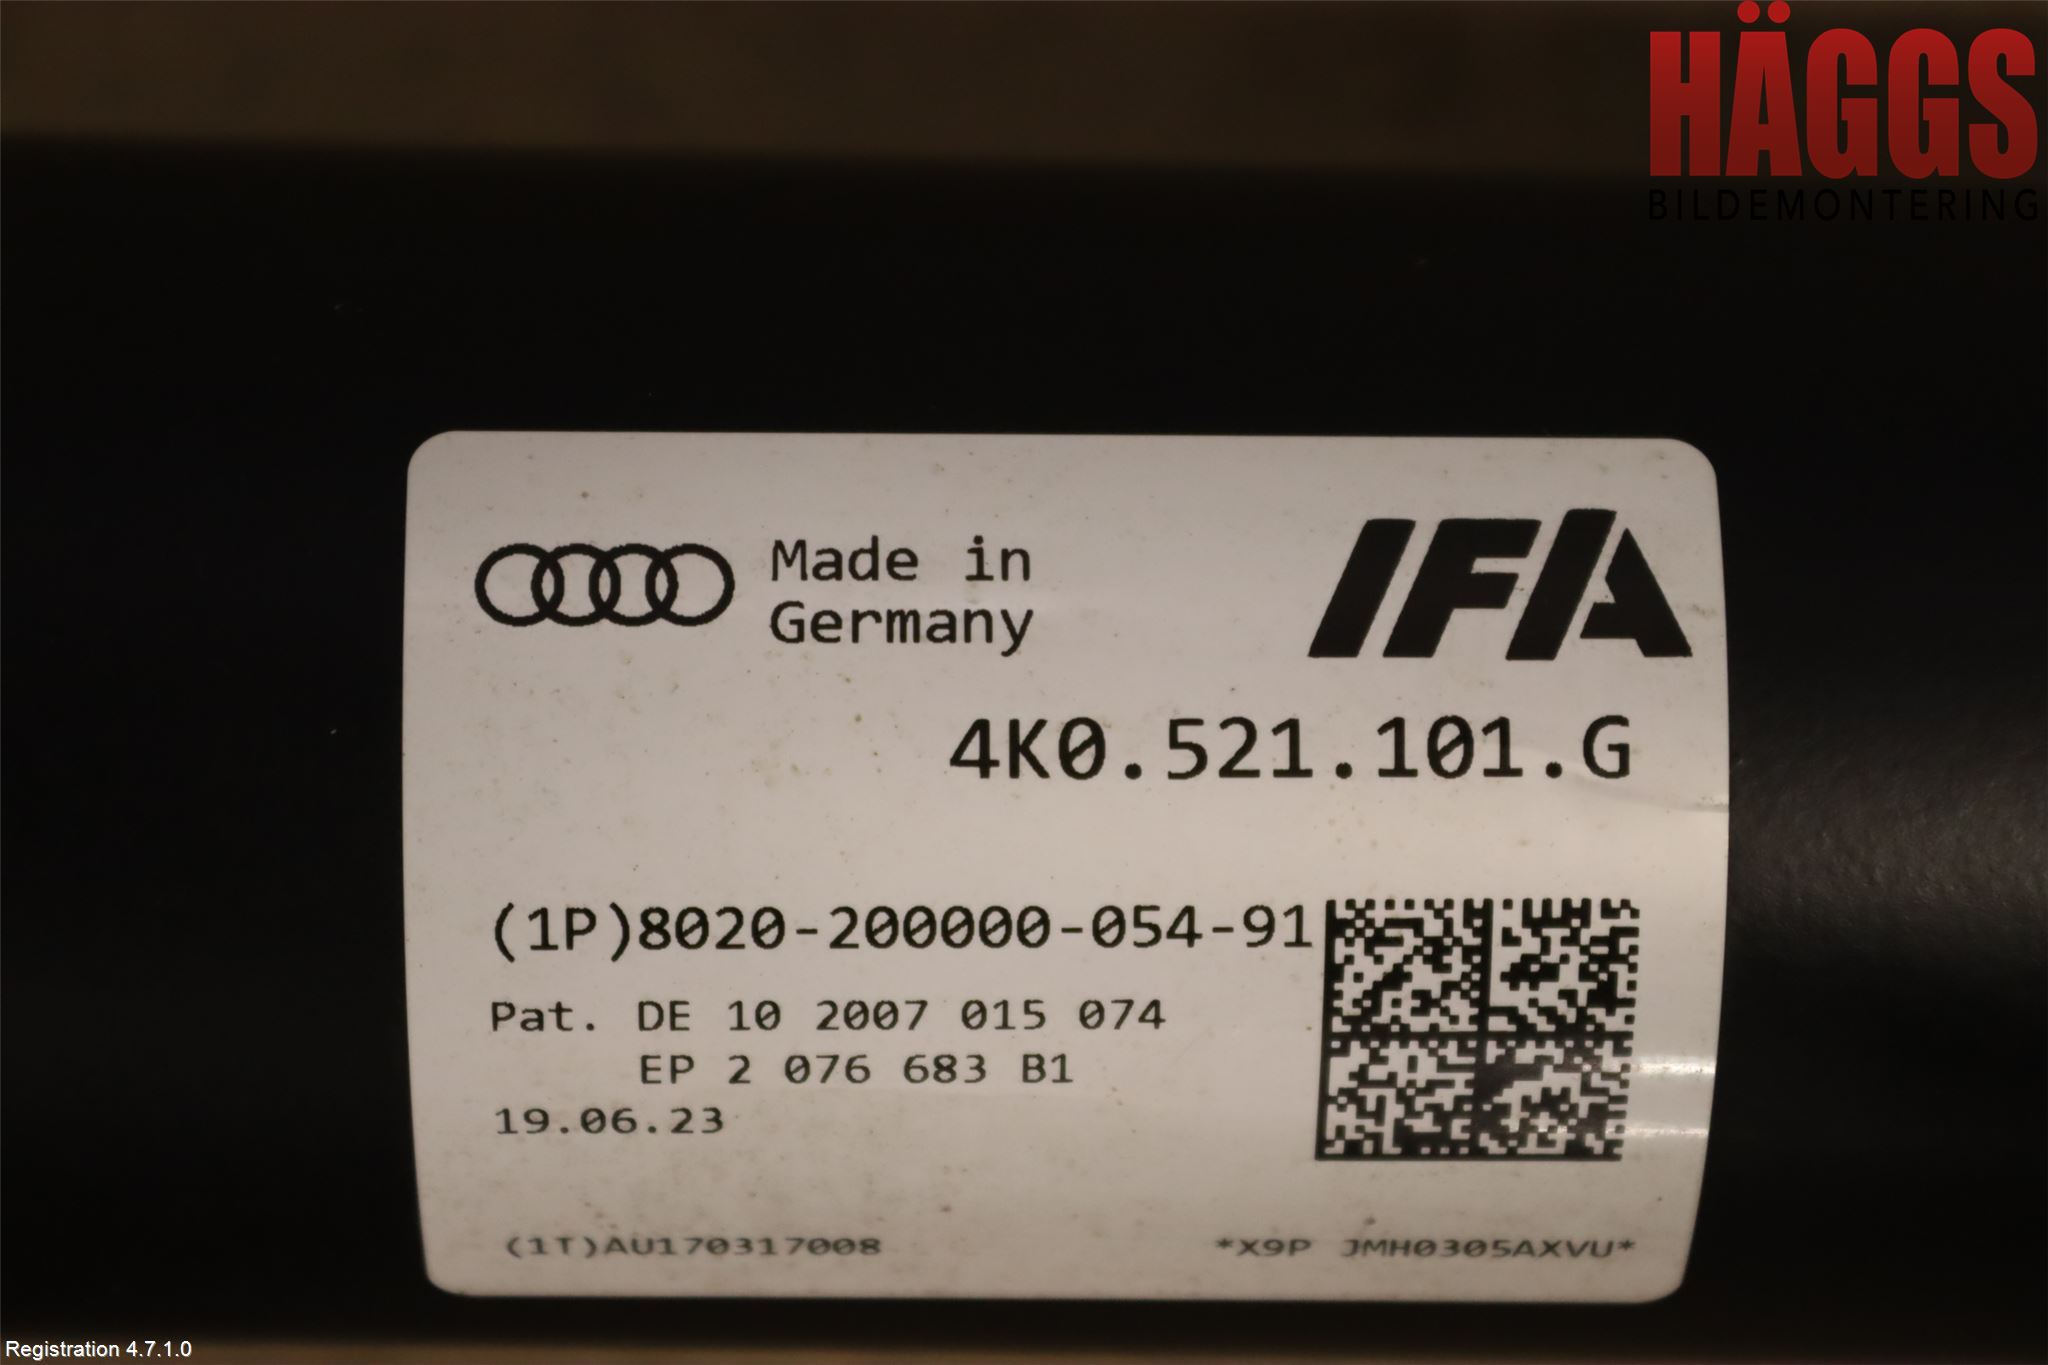 HÄGGS
BILDEMONTERING
Made in
Germany
IFA
4K0.521.101.G
(1P)8020-200000-054-91
Pat. DE 10 2007 015 074
EP 2 076 683 B1
19.06.23
(1T)AU170317008
*X9P JMH0305AXVU*
Registration 4.7.1.0